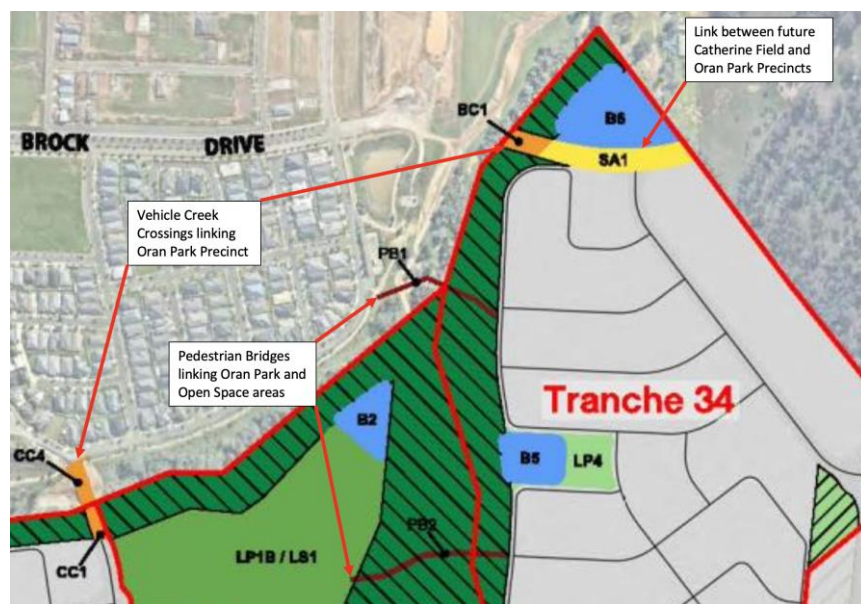 Link between future
Catherine Field and
Oran Park Precincts
BC1
B6
BROCK DRIVE
SA1
Vehicle Creek
Crossings linking
Oran Park Precinct
PB1
Pedestrian Bridges
linking Oran Park and
Open Space areas
Tranche 34
B2
CC4
B5
LP4
PB2
LP1B / LS1
CC1